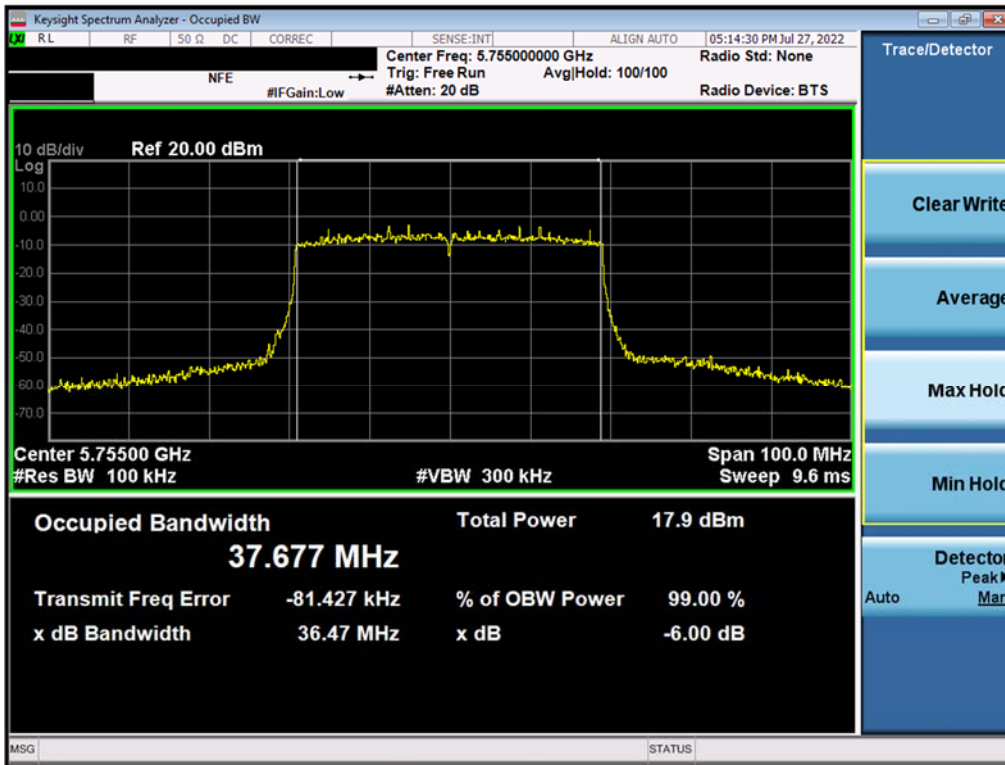 Keysight Spectrum Analyzer - Occupied BW
LXI RL RF 50 Ω DC CORREC SENSE:INT ALIGN AUTO 05:14:30 PM Jul 27, 2022
Center Freq: 5.755000000 GHz Radio Std: None
NFE Trig: Free Run Avg|Hold: 100/100
#IFGain:Low #Atten: 20 dB Radio Device: BTS
Trace/Detector
10 dB/div Ref 20.00 dBm
Log
10.0
0.00
-10.0
-20.0
-30.0
-40.0
-50.0
-60.0
-70.0
Center 5.75500 GHz Span 100.0 MHz
#Res BW 100 kHz #VBW 300 kHz Sweep 9.6 ms
Occupied Bandwidth Total Power 17.9 dBm
37.677 MHz
Transmit Freq Error -81.427 kHz % of OBW Power 99.00 %
x dB Bandwidth 36.47 MHz x dB -6.00 dB
Clear Write
Average
Max Hold
Min Hold
Detector
Peak
Auto Man
MSG STATUS